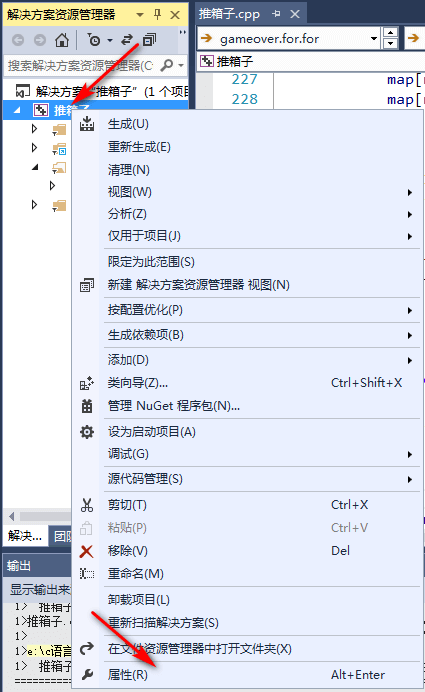 解决方案资源管理器
推箱子.cpp
gameover.for.for
搜索解决方案资源管理器(C
推箱子
解决方案"推箱子"(1 个项目
227 map[
228 map[
推箱子
生成(U)
重新生成(E)
清理(N)
视图(W)
分析(Z)
仅用于项目(J)
限定为此范围(S)
新建 解决方案资源管理器 视图(N)
按配置优化(P)
生成依赖项(B)
添加(D)
类向导(Z)... Ctrl+Shift+X
管理 NuGet 程序包(N)...
设为启动项目(A)
调试(G)
源代码管理(S)
剪切(T) Ctrl+X
粘贴(P) Ctrl+V
移除(V) Del
重命名(M)
卸载项目(L)
重新扫描解决方案(S)
在文件资源管理器中打开文件夹(X)
属性(R) Alt+Enter
解决...
团队
输出
显示输出来
1> 推箱子
1>推箱子.
1>
1>e:\c语言
1> 推箱子
==========